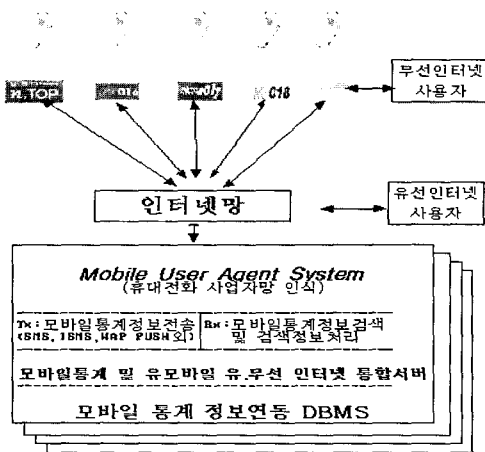 n.TOP
018
무선인터넷
사용자
인터넷망
유선인터넷
사용자
Mobile User Agent System
(휴대전화 사업자망 인식)
Tx:모바일통계정보전송
(SMS, ISMS, WAP PUSH외)
Rx:모바일통계정보검색
및 검색정보처리
모바일통계 및 유모바일 유.무선 인터넷 통합서버
모바일 통계 정보연동 DBMS